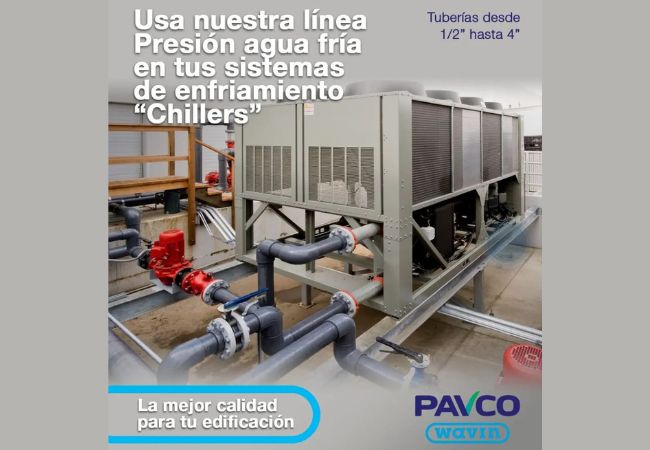 Usa nuestra línea
Presión agua fría
en tus sistemas
de enfriamiento
“Chillers”
Tuberías desde
1/2” hasta 4”
La mejor calidad
para tu edificación
PAVCO
wavin